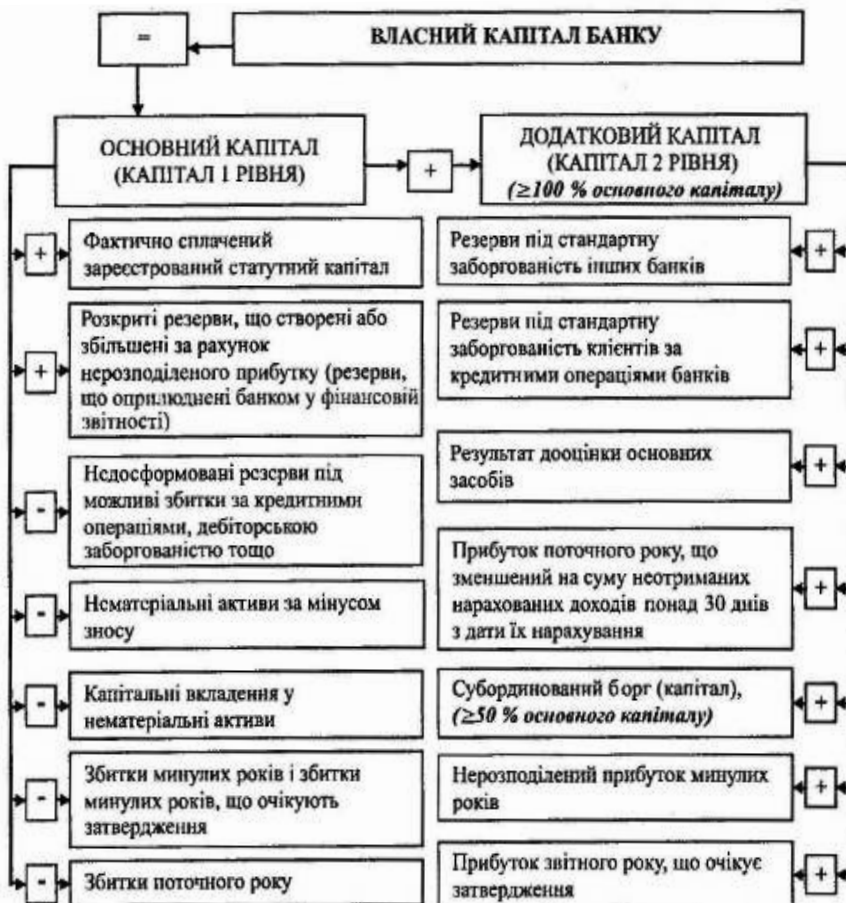 =
ВЛАСНИЙ КАПІТАЛ БАНКУ
ОСНОВНИЙ КАПІТАЛ
(КАПІТАЛ 1 РІВНЯ)
+
ДОДАТКОВИЙ КАПІТАЛ
(КАПІТАЛ 2 РІВНЯ)
(≥100 % основного капіталу)
+
Фактично сплачений
зареєстрований статутний капітал
+
Розкриті резерви, що створені або
збільшені за рахунок
нерозподіленого прибутку (резерви,
що оприлюднені банком у фінансовій
звітності)
-
Недосформовані резерви під
можливі збитки за кредитними
операціями, дебіторською
заборгованістю тощо
-
Нематеріальні активи за мінусом
зносу
-
Капітальні вкладення у
нематеріальні активи
-
Збитки минулих років і збитки
минулих років, що очікують
затвердження
-
Збитки поточного року
Резерви під стандартну
заборгованість інших банків
+
Резерви під стандартну
заборгованість клієнтів за
кредитними операціями банків
+
Результат дооцінки основних
засобів
+
Прибуток поточного року, що
зменшений на суму неотриманих
нарахованих доходів понад 30 днів
з дати їх нарахування
+
Субординований борг (капітал),
(≥50 % основного капіталу)
+
Нерозподілений прибуток минулих
років
+
Прибуток звітного року, що очікує
затвердження
+